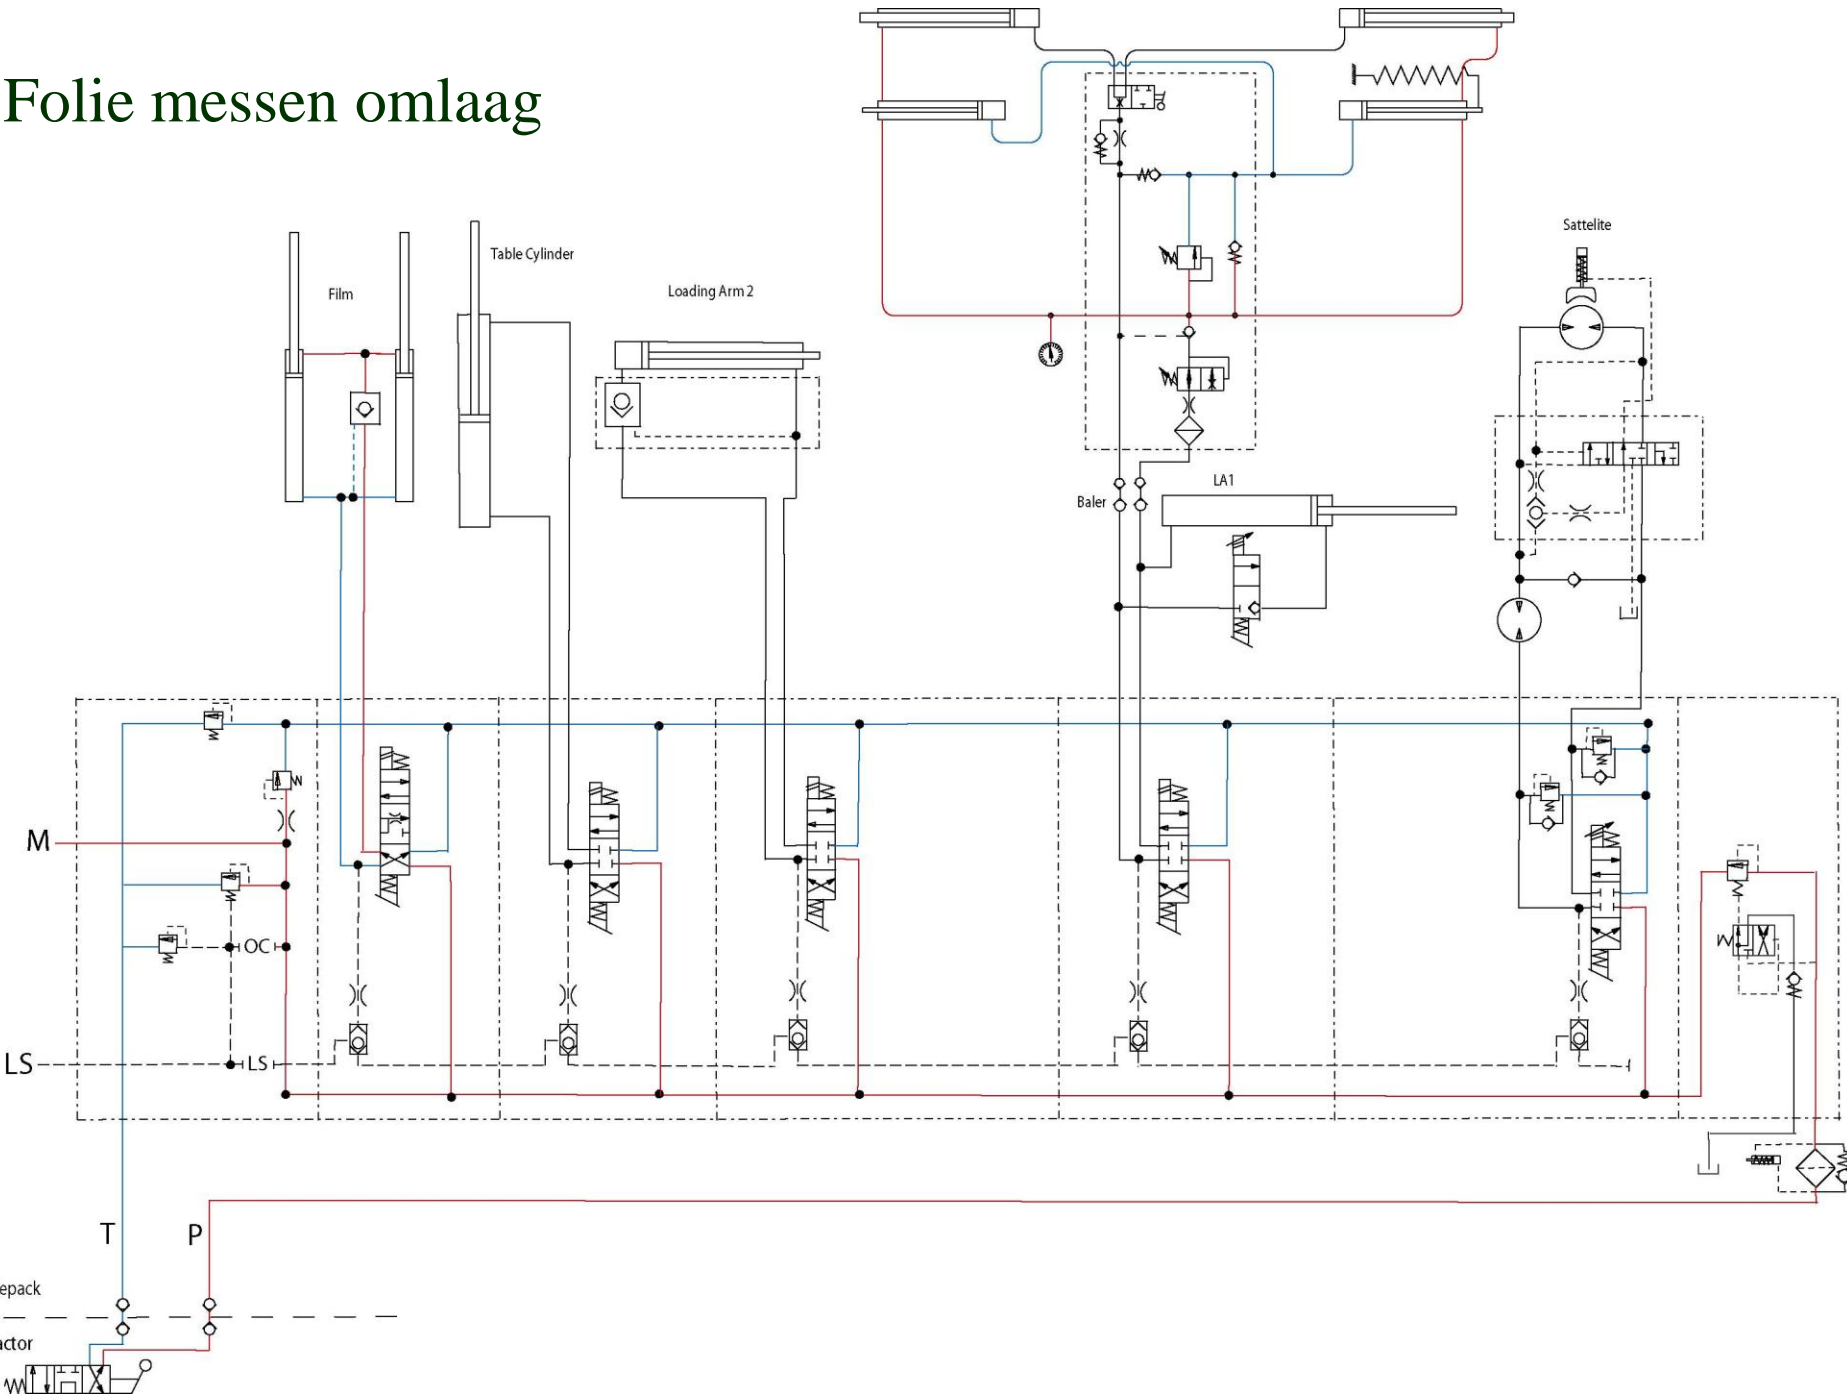 Folie messen omlaag
Sattelite
Table Cylinder
Film
Loading Arm 2
LA1
Baler
M
OC
LS
LS
T
P
epack
actor